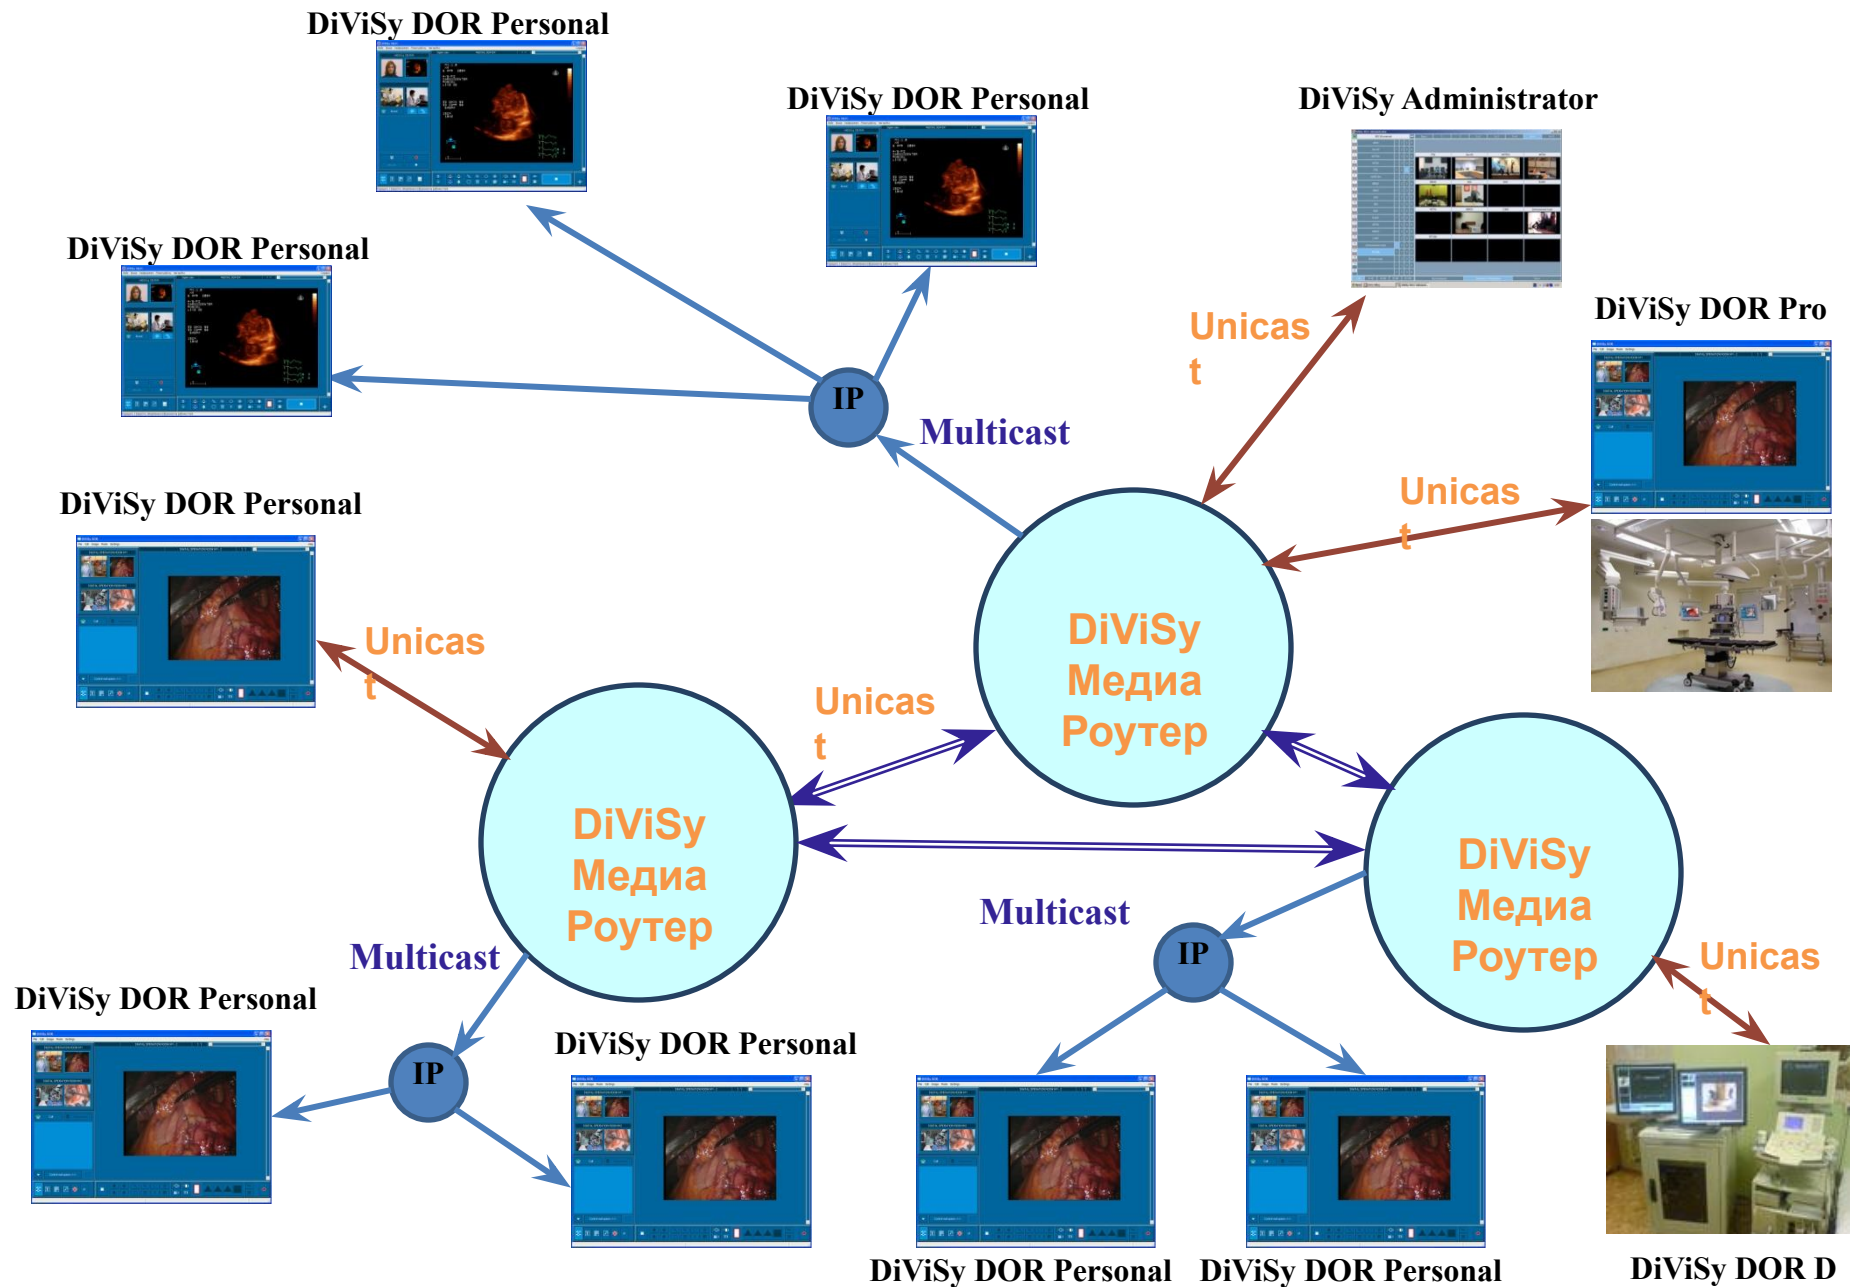 DiViSy DOR Personal
DiViSy DOR Personal
DiViSy Administrator
DiViSy DOR Personal
DiViSy DOR Pro
Unicas
t
IP
Multicast
Unicas
t
DiViSy DOR Personal
DiViSy
Медиа
Роутер
Unicas
t
Unicas
t
DiViSy
Медиа
Роутер
DiViSy
Медиа
Роутер
Multicast
Multicast
IP
Unicas
t
DiViSy DOR Personal
IP
DiViSy DOR Personal
DiViSy DOR Personal
DiViSy DOR Personal
DiViSy DOR D